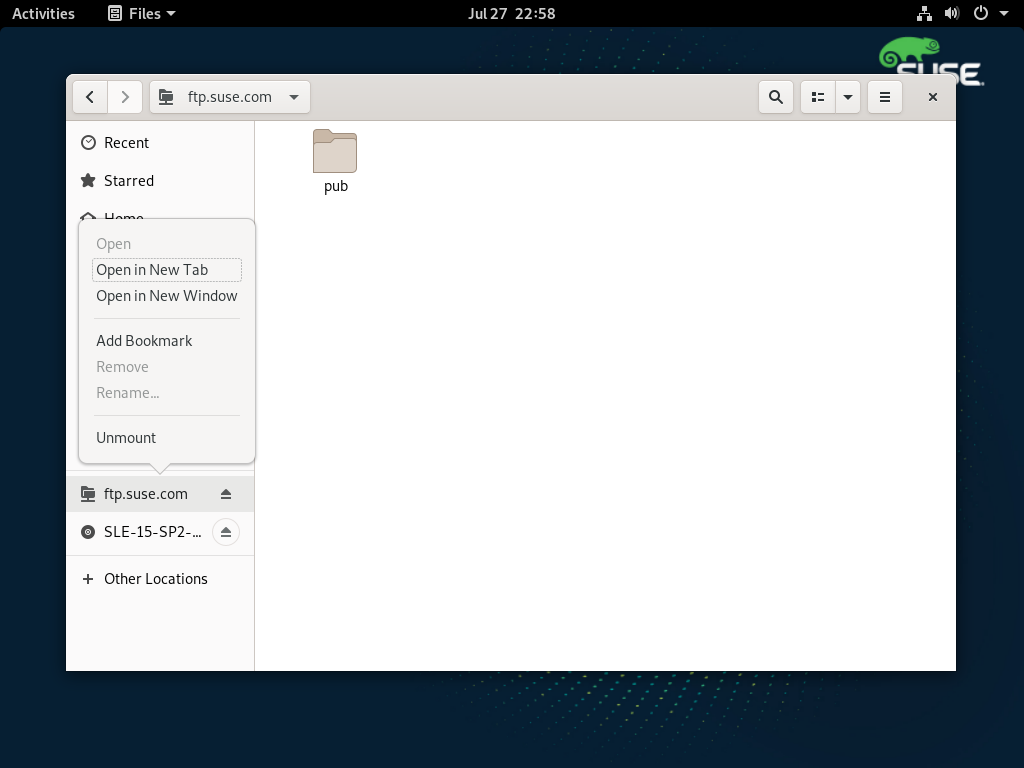 Activities
Files
Jul 27 22:58
SUSE
ftp.suse.com
Recent
Starred
Home
Open
Open in New Tab
Open in New Window
Add Bookmark
Remove
Rename...
Unmount
ftp.suse.com
SLE-15-SP2-...
Other Locations
pub